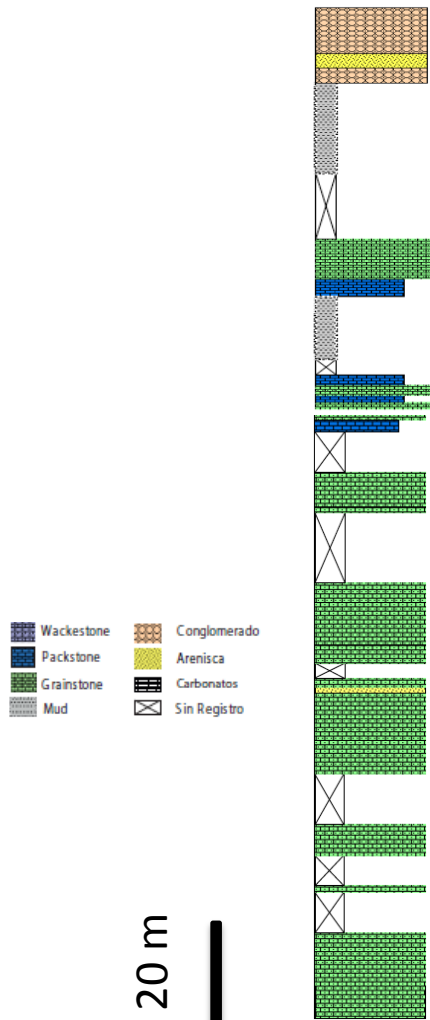 Wackestone
Conglomerado
Packstone
Arenisca
Grainstone
Carbonatos
Mud
Sin Registro
20 m